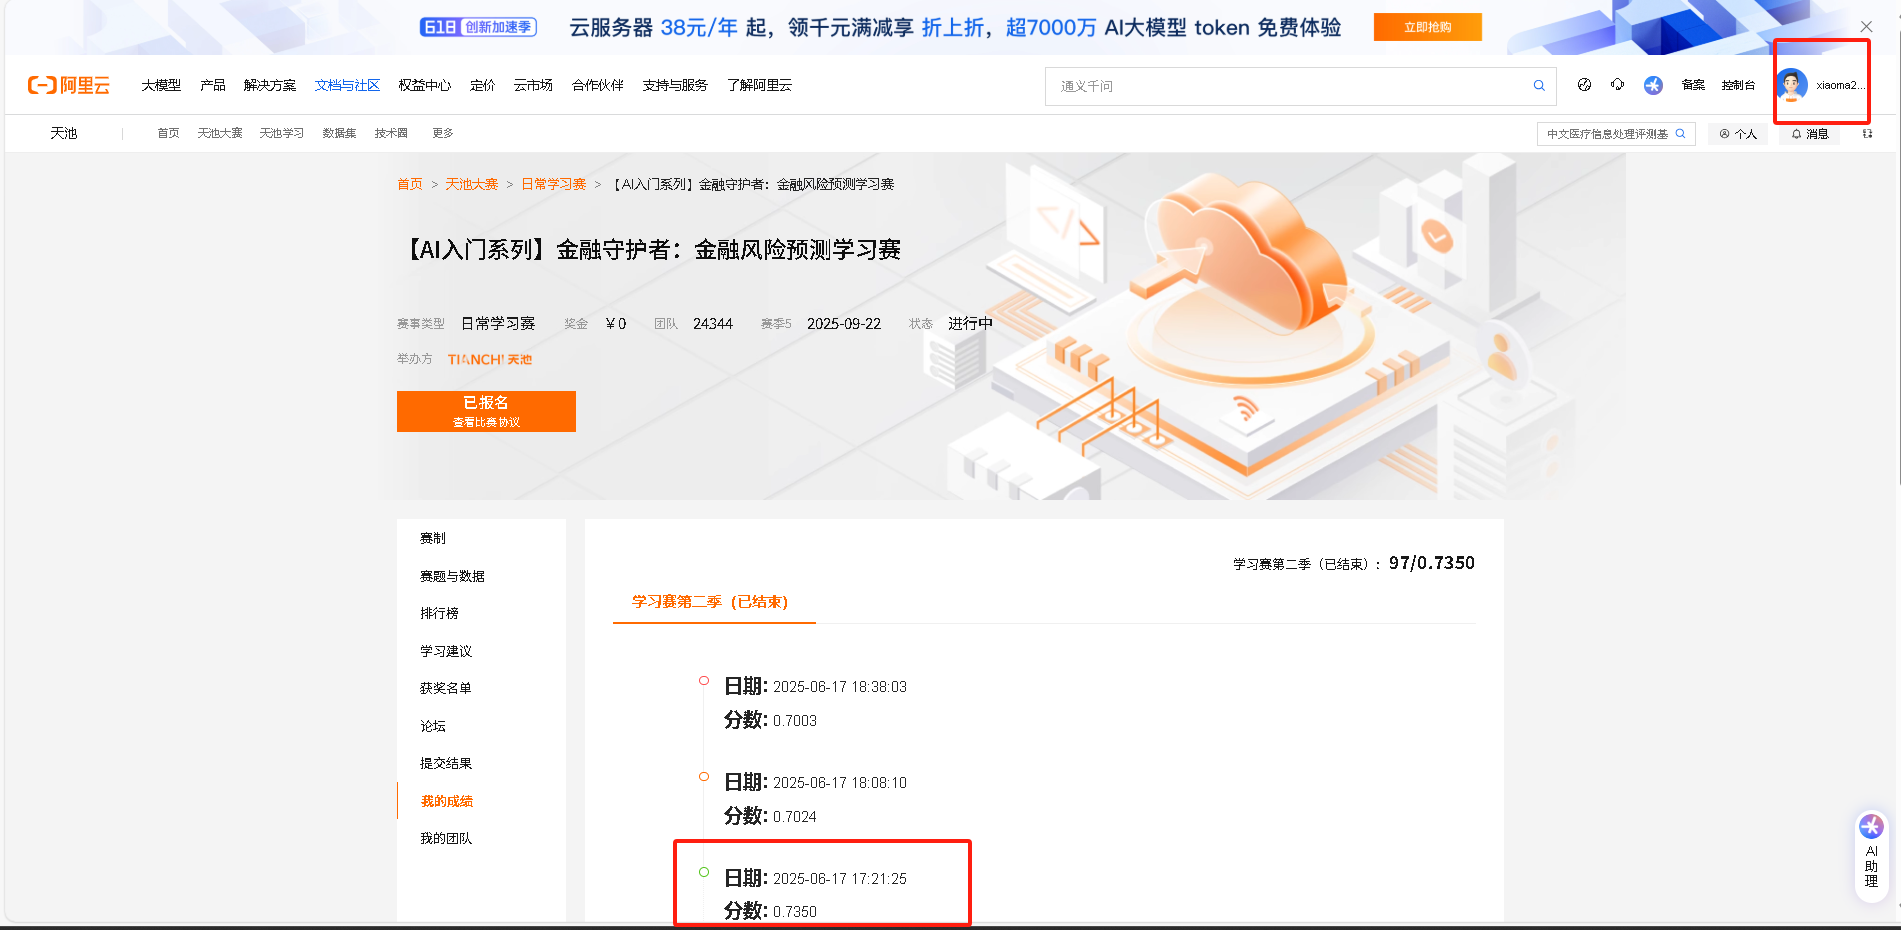 618 创新加速季 云服务器 38元/年 起，领千元满减享 折上折，超7000万 AI大模型 token 免费体验 立即抢购
阿里云 大模型 产品 解决方案 文档与社区 权益中心 定价 云市场 合作伙伴 支持与服务 了解阿里云 通义千问 备案 控制台 xiaoma2...
天池 首页 天池大赛 天池学习 数据集 技术圈 更多 中文医疗信息处理评测基 个人 消息
首页 > 天池大赛 > 日常学习赛 > 【AI入门系列】金融守护者：金融风险预测学习赛
【AI入门系列】金融守护者：金融风险预测学习赛
赛事类型 日常学习赛 奖金 ￥0 团队 24344 赛季5 2025-09-22 状态 进行中
举办方 TIANCHI 天池
已报名
查看比赛协议
赛制
赛题与数据
排行榜
学习建议
获奖名单
论坛
提交结果
我的成绩
我的团队
学习赛第二季（已结束）： 97/0.7350
学习赛第二季（已结束）
日期: 2025-06-17 18:38:03
分数: 0.7003
日期: 2025-06-17 18:08:10
分数: 0.7024
日期: 2025-06-17 17:21:25
分数: 0.7350
AI
助
理